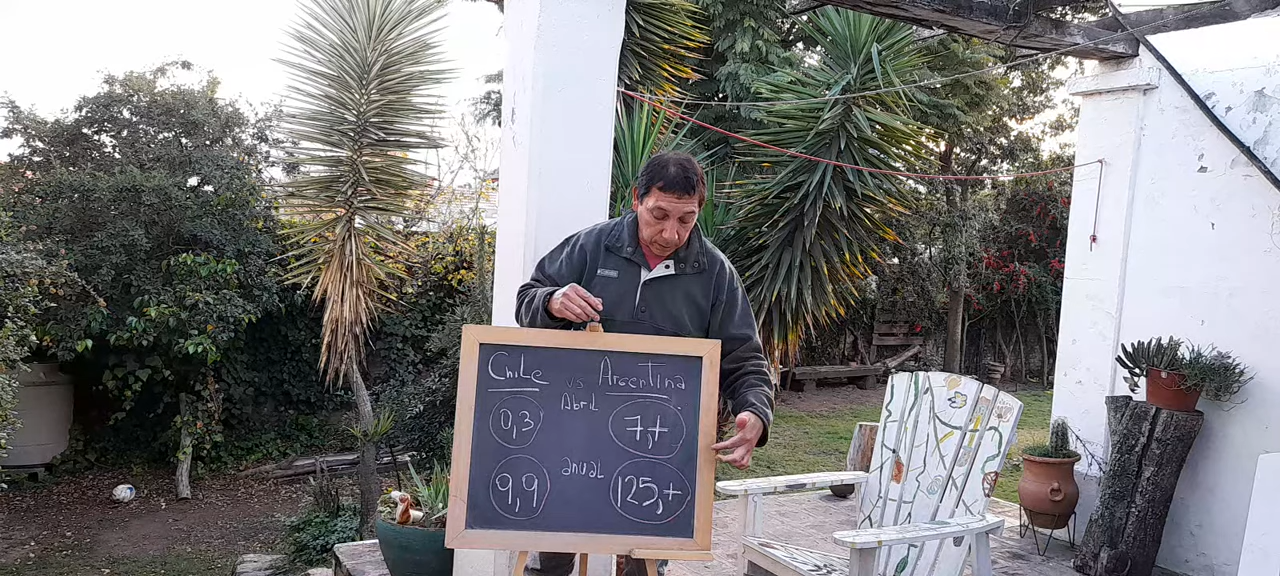 Chile vs Argentina
Abril
0,3 7,+
anual
9,9 125,+